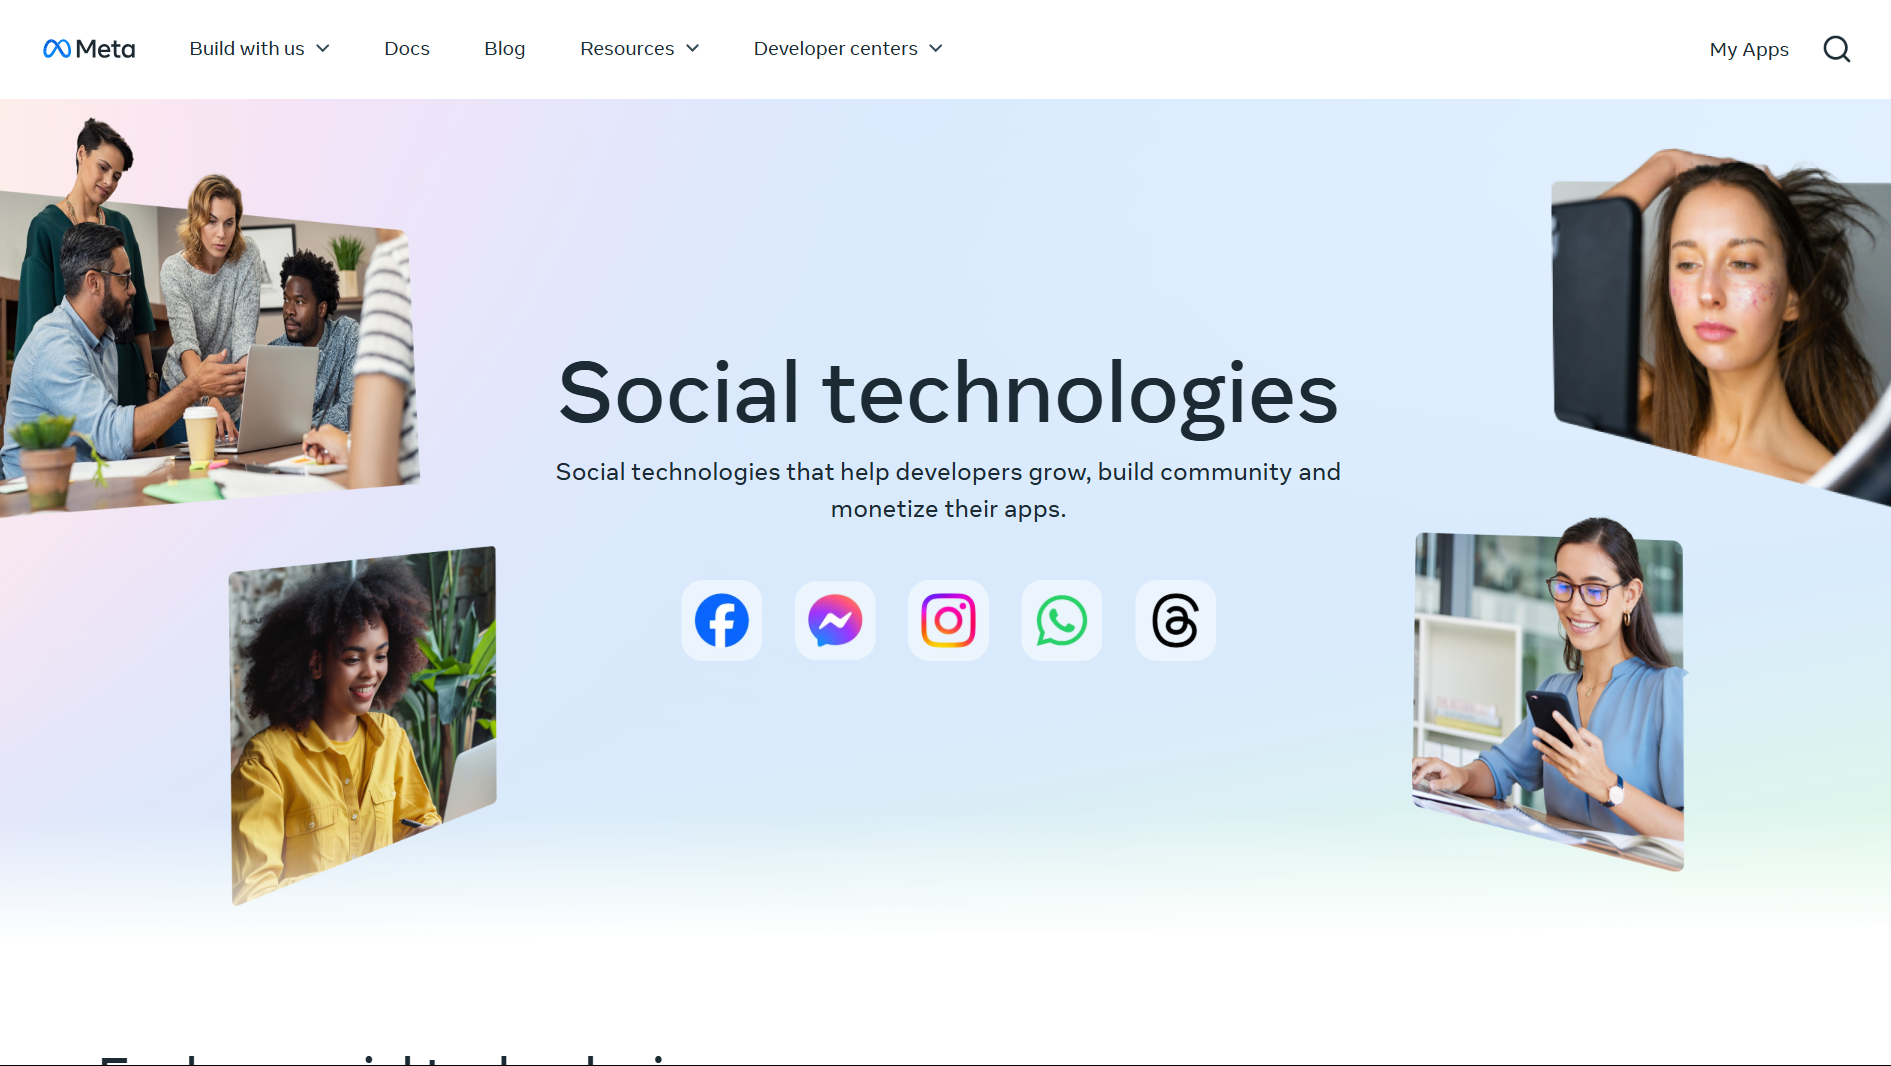 Meta
Build with us
Docs
Blog
Resources
Developer centers
My Apps
Social technologies
Social technologies that help developers grow, build community and
monetize their apps.